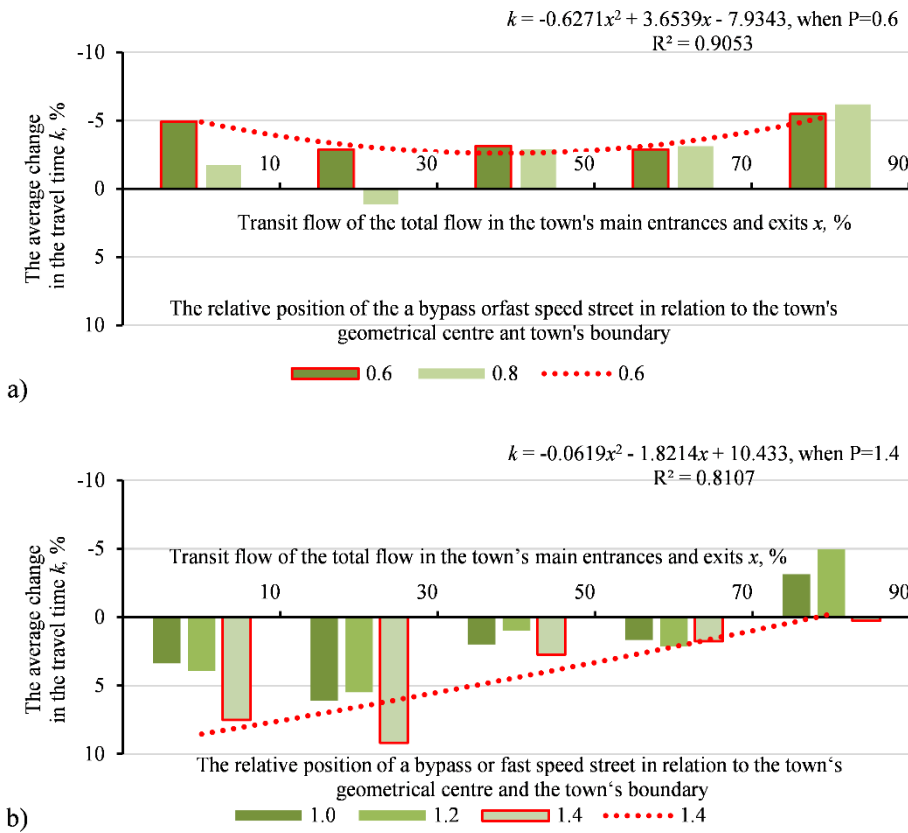 k = -0.6271x² + 3.6539x - 7.9343, when P=0.6
R² = 0.9053
-10
-5
0
5
10
The average change
in the travel time k, %
10
30
50
70
90
Transit flow of the total flow in the town's main entrances and exits x, %
The relative position of the a bypass orfast speed street in relation to the town's
geometrical centre ant town's boundary
0.6
0.8
0.6
a)
k = -0.0619x² - 1.8214x + 10.433, when P=1.4
R² = 0.8107
-10
-5
0
5
10
The average change
in the travel time k, %
Transit flow of the total flow in the town’s main entrances and exits x, %
10
30
50
70
90
The relative position of a bypass or fast speed street in relation to the town‘s
geometrical centre and the town‘s boundary
1.0
1.2
1.4
1.4
b)